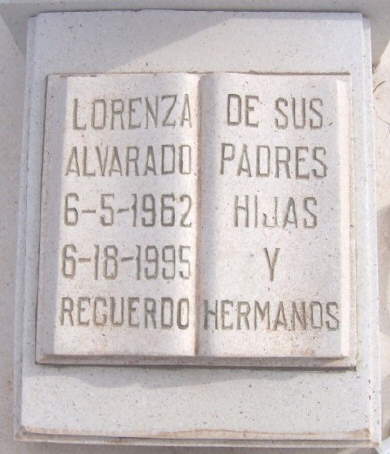 LORENZA
ALVARADO
6-5-1962
6-18-1995
RECUERDO
DE SUS
PADRES
HIJAS
Y
HERMANOS